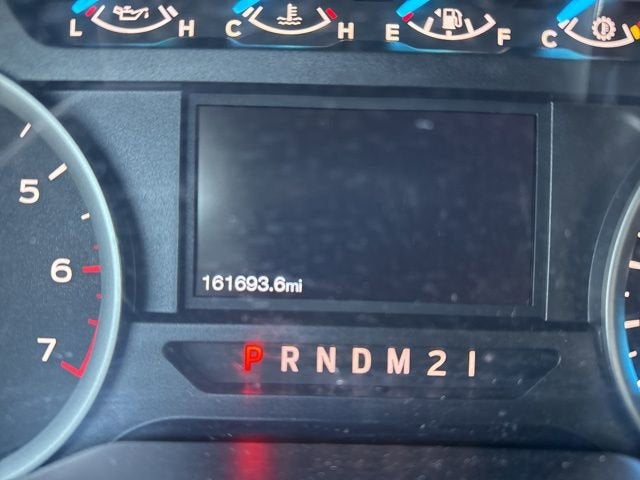 L H C H E F C
5
6
7
161693.6mi
P R N D M 2 1